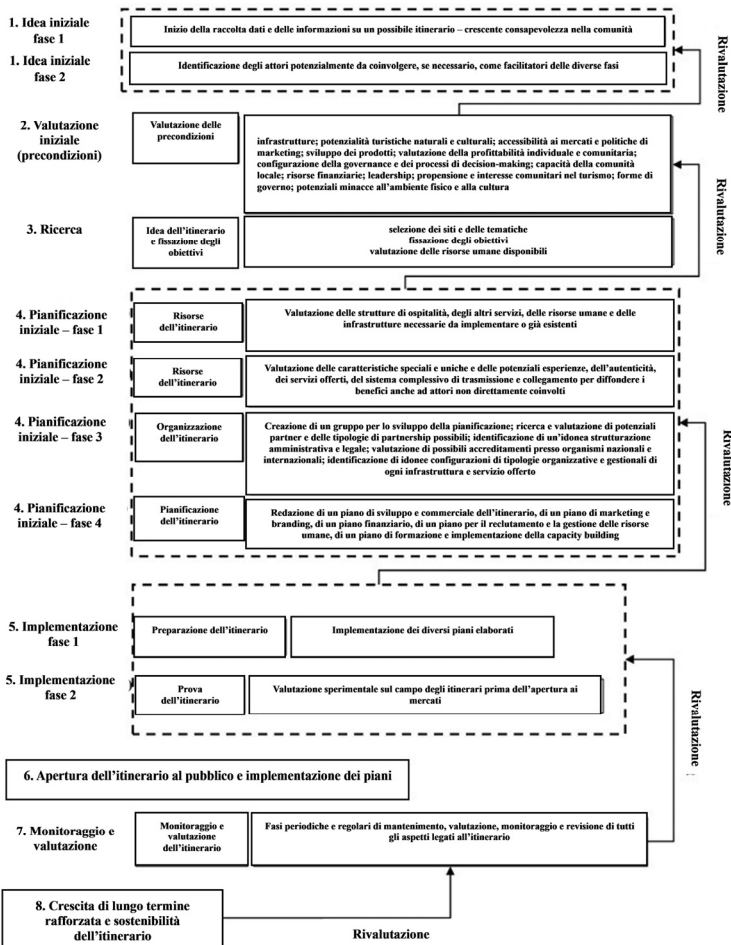 1. Idea iniziale
fase 1
Inizio della raccolta dati e delle informazioni su un possibile itinerario – crescente consapevolezza nella comunità
1. Idea iniziale
fase 2
Identificazione degli attori potenzialmente da coinvolgere, se necessario, come facilitatori delle diverse fasi
Rivalutazione
2. Valutazione
iniziale
(precondizioni)
Valutazione delle
precondizioni
infrastrutture; potenzialità turistiche naturali e culturali; accessibilità ai mercati e politiche di
marketing; sviluppo dei prodotti; valutazione della profittabilità individuale e comunitaria;
configurazione della governance e dei processi di decision-making; capacità della comunità
locale; risorse finanziarie; leadership; propensione e interesse comunitari nel turismo; forme di
governo; potenziali minacce all'ambiente fisico e alla cultura
Rivalutazione
3. Ricerca
Idea dell'itinerario
e fissazione degli
obiettivi
selezione dei siti e delle tematiche
fissazione degli obiettivi
valutazione delle risorse umane disponibili
4. Pianificazione
iniziale – fase 1
Risorse
dell'itinerario
Valutazione delle strutture di ospitalità, degli altri servizi, delle risorse umane e delle
infrastrutture necessarie da implementare o già esistenti
4. Pianificazione
iniziale – fase 2
Risorse
dell'itinerario
Valutazione delle caratteristiche speciali e uniche e delle potenziali esperienze, dell'autenticità,
dei servizi offerti, del sistema complessivo di trasmissione e collegamento per diffondere i
benefici anche ad attori non direttamente coinvolti
4. Pianificazione
iniziale – fase 3
Organizzazione
dell'itinerario
Creazione di un gruppo per lo sviluppo della pianificazione; ricerca e valutazione di potenziali
partner e delle tipologie di partnership possibili; identificazione di un'idonea strutturazione
amministrativa e legale; valutazione di possibili accreditamenti presso organismi nazionali e
internazionali; identificazione di idonee configurazioni di tipologie organizzative e gestionali di
ogni infrastruttura e servizio offerto
Rivalutazione
4. Pianificazione
iniziale – fase 4
Pianificazione
dell'itinerario
Redazione di un piano di sviluppo e commerciale dell'itinerario, di un piano di marketing e
branding, di un piano finanziario, di un piano per il reclutamento e la gestione delle risorse
umane, di un piano di formazione e implementazione della capacity building
5. Implementazione
fase 1
Preparazione dell'itinerario
Implementazione dei diversi piani elaborati
5. Implementazione
fase 2
Prova
dell'itinerario
Valutazione sperimentale sul campo degli itinerari prima dell'apertura ai
mercati
Rivalutazione
6. Apertura dell'itinerario al pubblico e implementazione dei piani
7. Monitoraggio e
valutazione
Monitoraggio e
valutazione
dell'itinerario
Fasi periodiche e regolari di mantenimento, valutazione, monitoraggio e revisione di tutti
gli aspetti legati all'itinerario
8. Crescita di lungo termine
rafforzata e sostenibilità
dell'itinerario
Rivalutazione